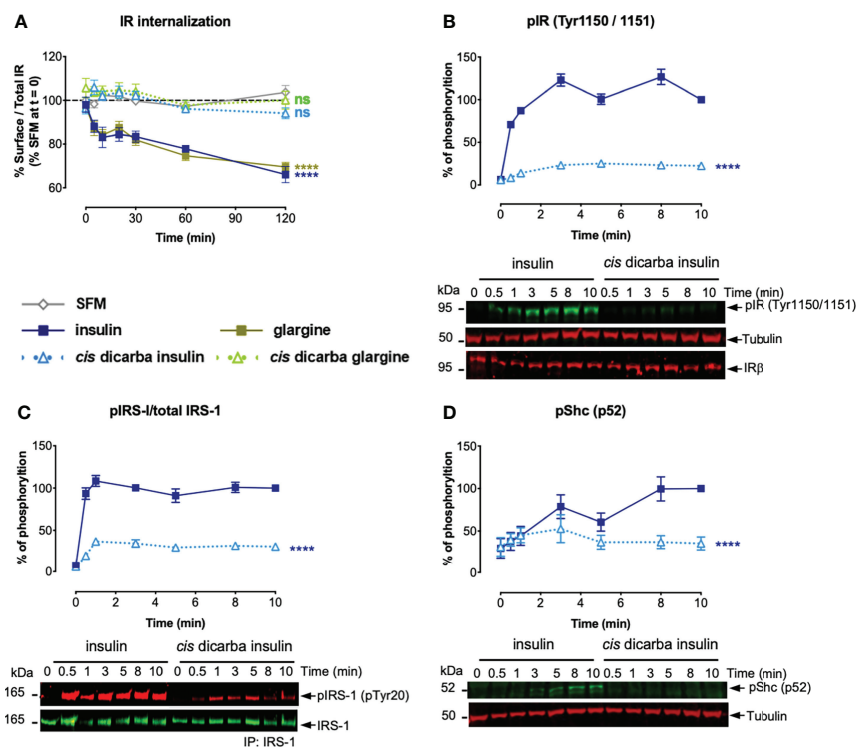 A
IR internalization
% Surface / Total IR
(% SFM at t = 0)
120
100
80
60
ns
ns
****
****
0 30 60 90 120
Time (min)
SFM
insulin
glargine
cis dicarba insulin
cis dicarba glargine
B
pIR (Tyr1150 / 1151)
% of phosphoryltion
150
100
50
0
****
0 2 4 6 8 10
Time (min)
insulin cis dicarba insulin
kDa 0 0.5 1 3 5 8 10 0 0.5 1 3 5 8 10 Time (min)
95 pIR (Tyr1150/1151)
50 Tubulin
95 IRβ
C
pIRS-I/total IRS-1
% of phosphoryltion
150
100
50
0
****
0 2 4 6 8 10
Time (min)
insulin cis dicarba insulin
kDa 0 0.5 1 3 5 8 10 0 0.5 1 3 5 8 10 Time (min)
165 pIRS-1 (pTyr20)
165 IRS-1
IP: IRS-1
D
pShc (p52)
% of phosphoryltion
150
100
50
0
****
0 2 4 6 8 10
Time (min)
insulin cis dicarba insulin
kDa 0 0.5 1 3 5 8 10 0 0.5 1 3 5 8 10 Time (min)
52 pShc (p52)
50 Tubulin